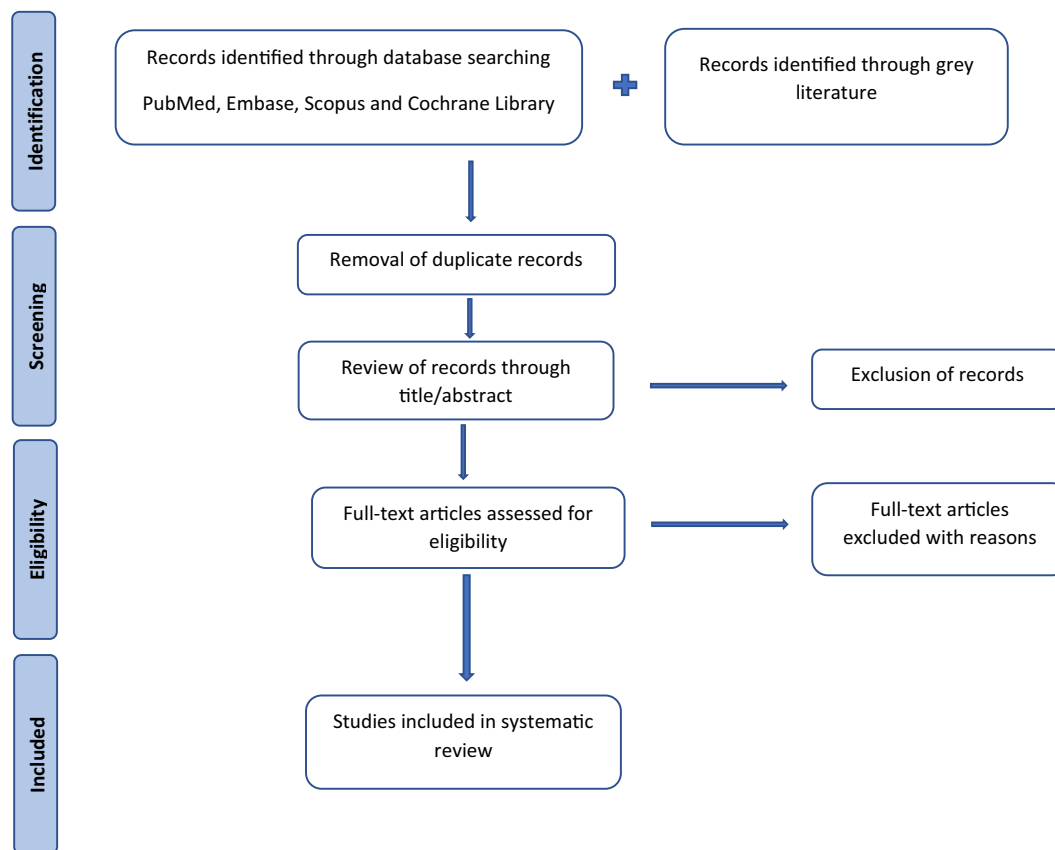 Identification
Records identified through database searching
PubMed, Embase, Scopus and Cochrane Library
Records identified through grey
literature
Screening
Removal of duplicate records
Review of records through
title/abstract
Exclusion of records
Eligibility
Full-text articles assessed for
eligibility
Full-text articles
excluded with reasons
Included
Studies included in systematic
review